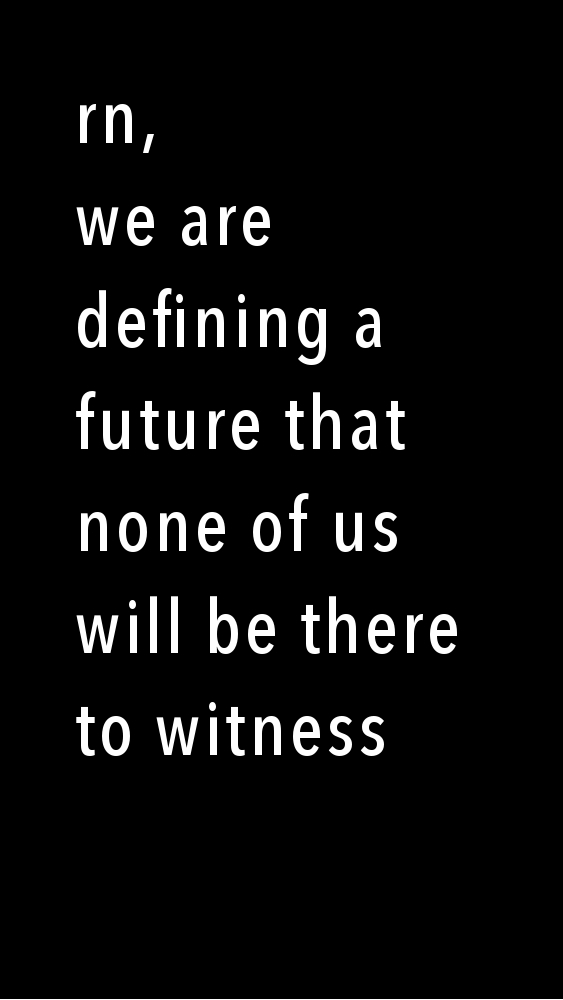 rn,
we are
defining a
future that
none of us
will be there
to witness